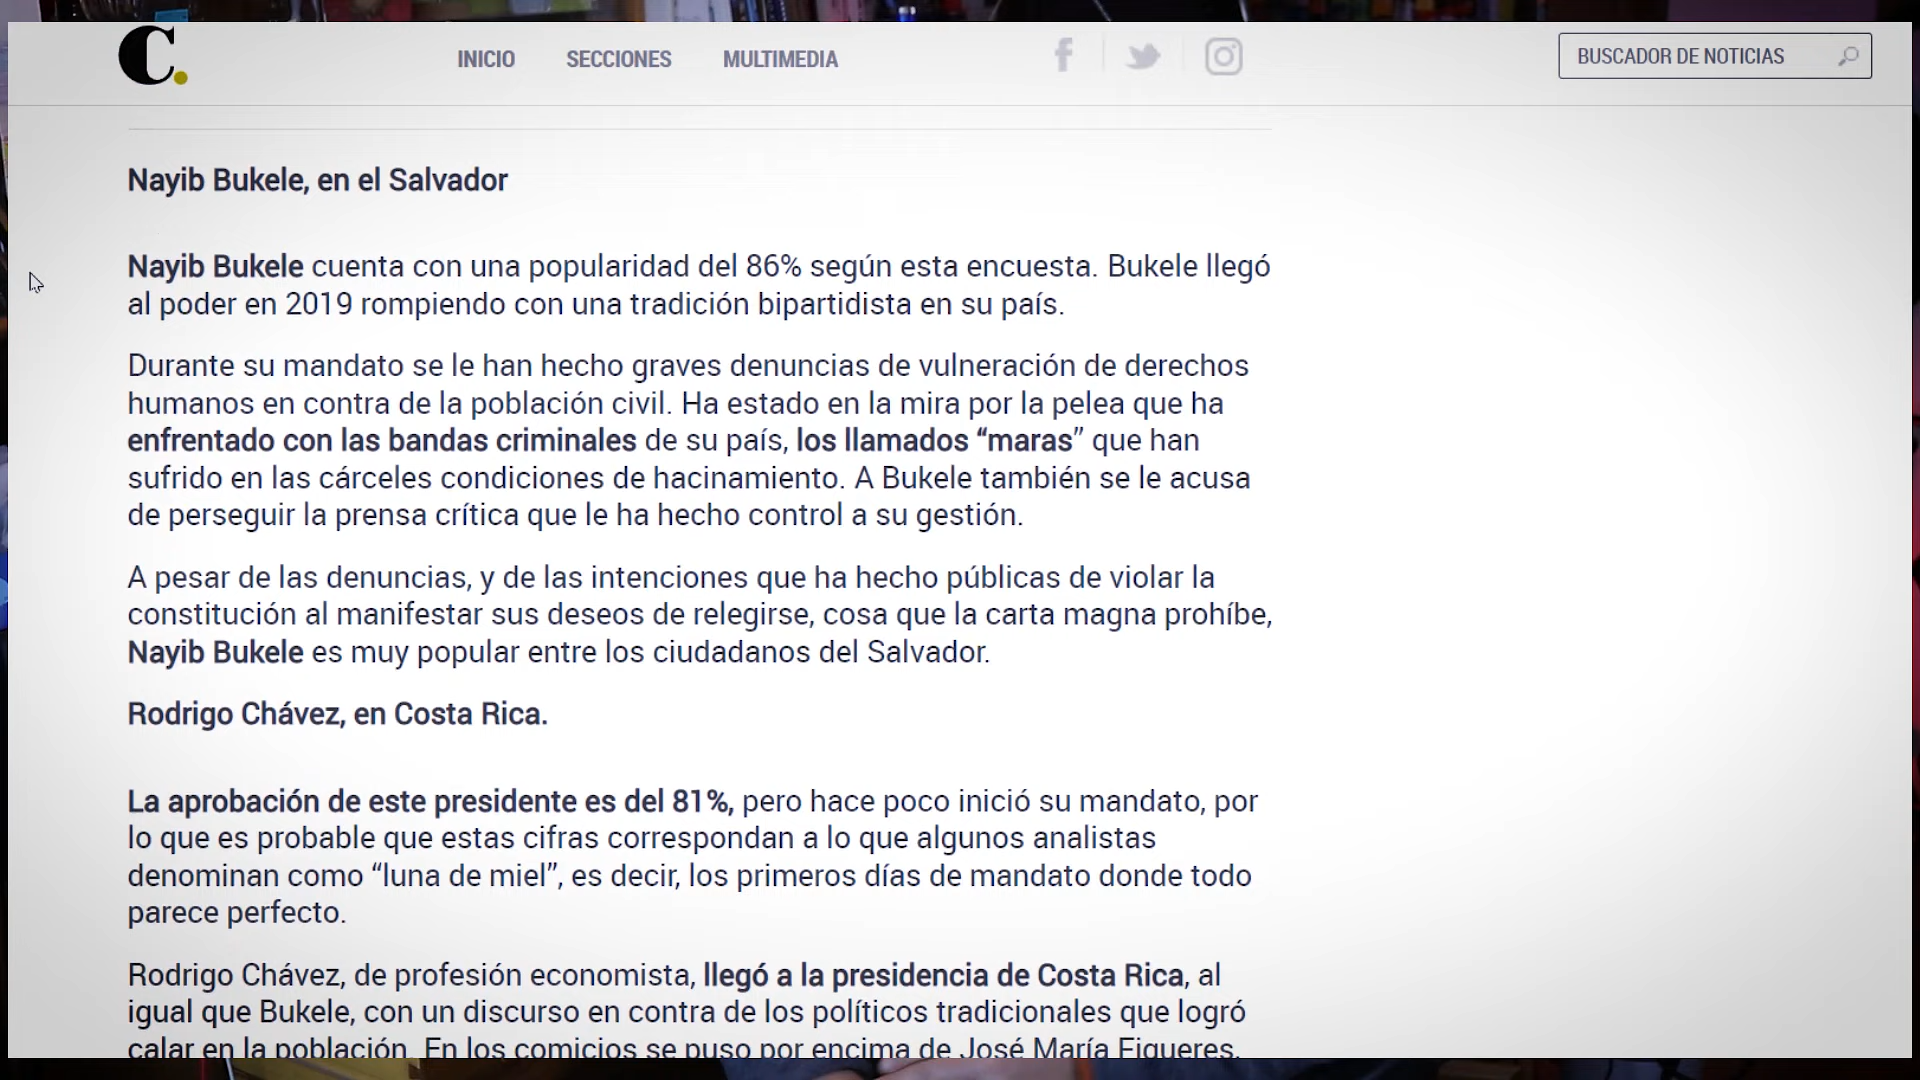 C.
INICIO
SECCIONES
MULTIMEDIA
BUSCADOR DE NOTICIAS
Nayib Bukele, en el Salvador
Nayib Bukele cuenta con una popularidad del 86% según esta encuesta. Bukele llegó
al poder en 2019 rompiendo con una tradición bipartidista en su país.
Durante su mandato se le han hecho graves denuncias de vulneración de derechos
humanos en contra de la población civil. Ha estado en la mira por la pelea que ha
enfrentado con las bandas criminales de su país, los llamados “maras” que han
sufrido en las cárceles condiciones de hacinamiento. A Bukele también se le acusa
de perseguir la prensa crítica que le ha hecho control a su gestión.
A pesar de las denuncias, y de las intenciones que ha hecho públicas de violar la
constitución al manifestar sus deseos de relegirse, cosa que la carta magna prohíbe,
Nayib Bukele es muy popular entre los ciudadanos del Salvador.
Rodrigo Chávez, en Costa Rica.
La aprobación de este presidente es del 81%, pero hace poco inició su mandato, por
lo que es probable que estas cifras correspondan a lo que algunos analistas
denominan como “luna de miel”, es decir, los primeros días de mandato donde todo
parece perfecto.
Rodrigo Chávez, de profesión economista, llegó a la presidencia de Costa Rica, al
igual que Bukele, con un discurso en contra de los políticos tradicionales que logró
calar en la población. En los comicios se puso por encima de José María Figueres,